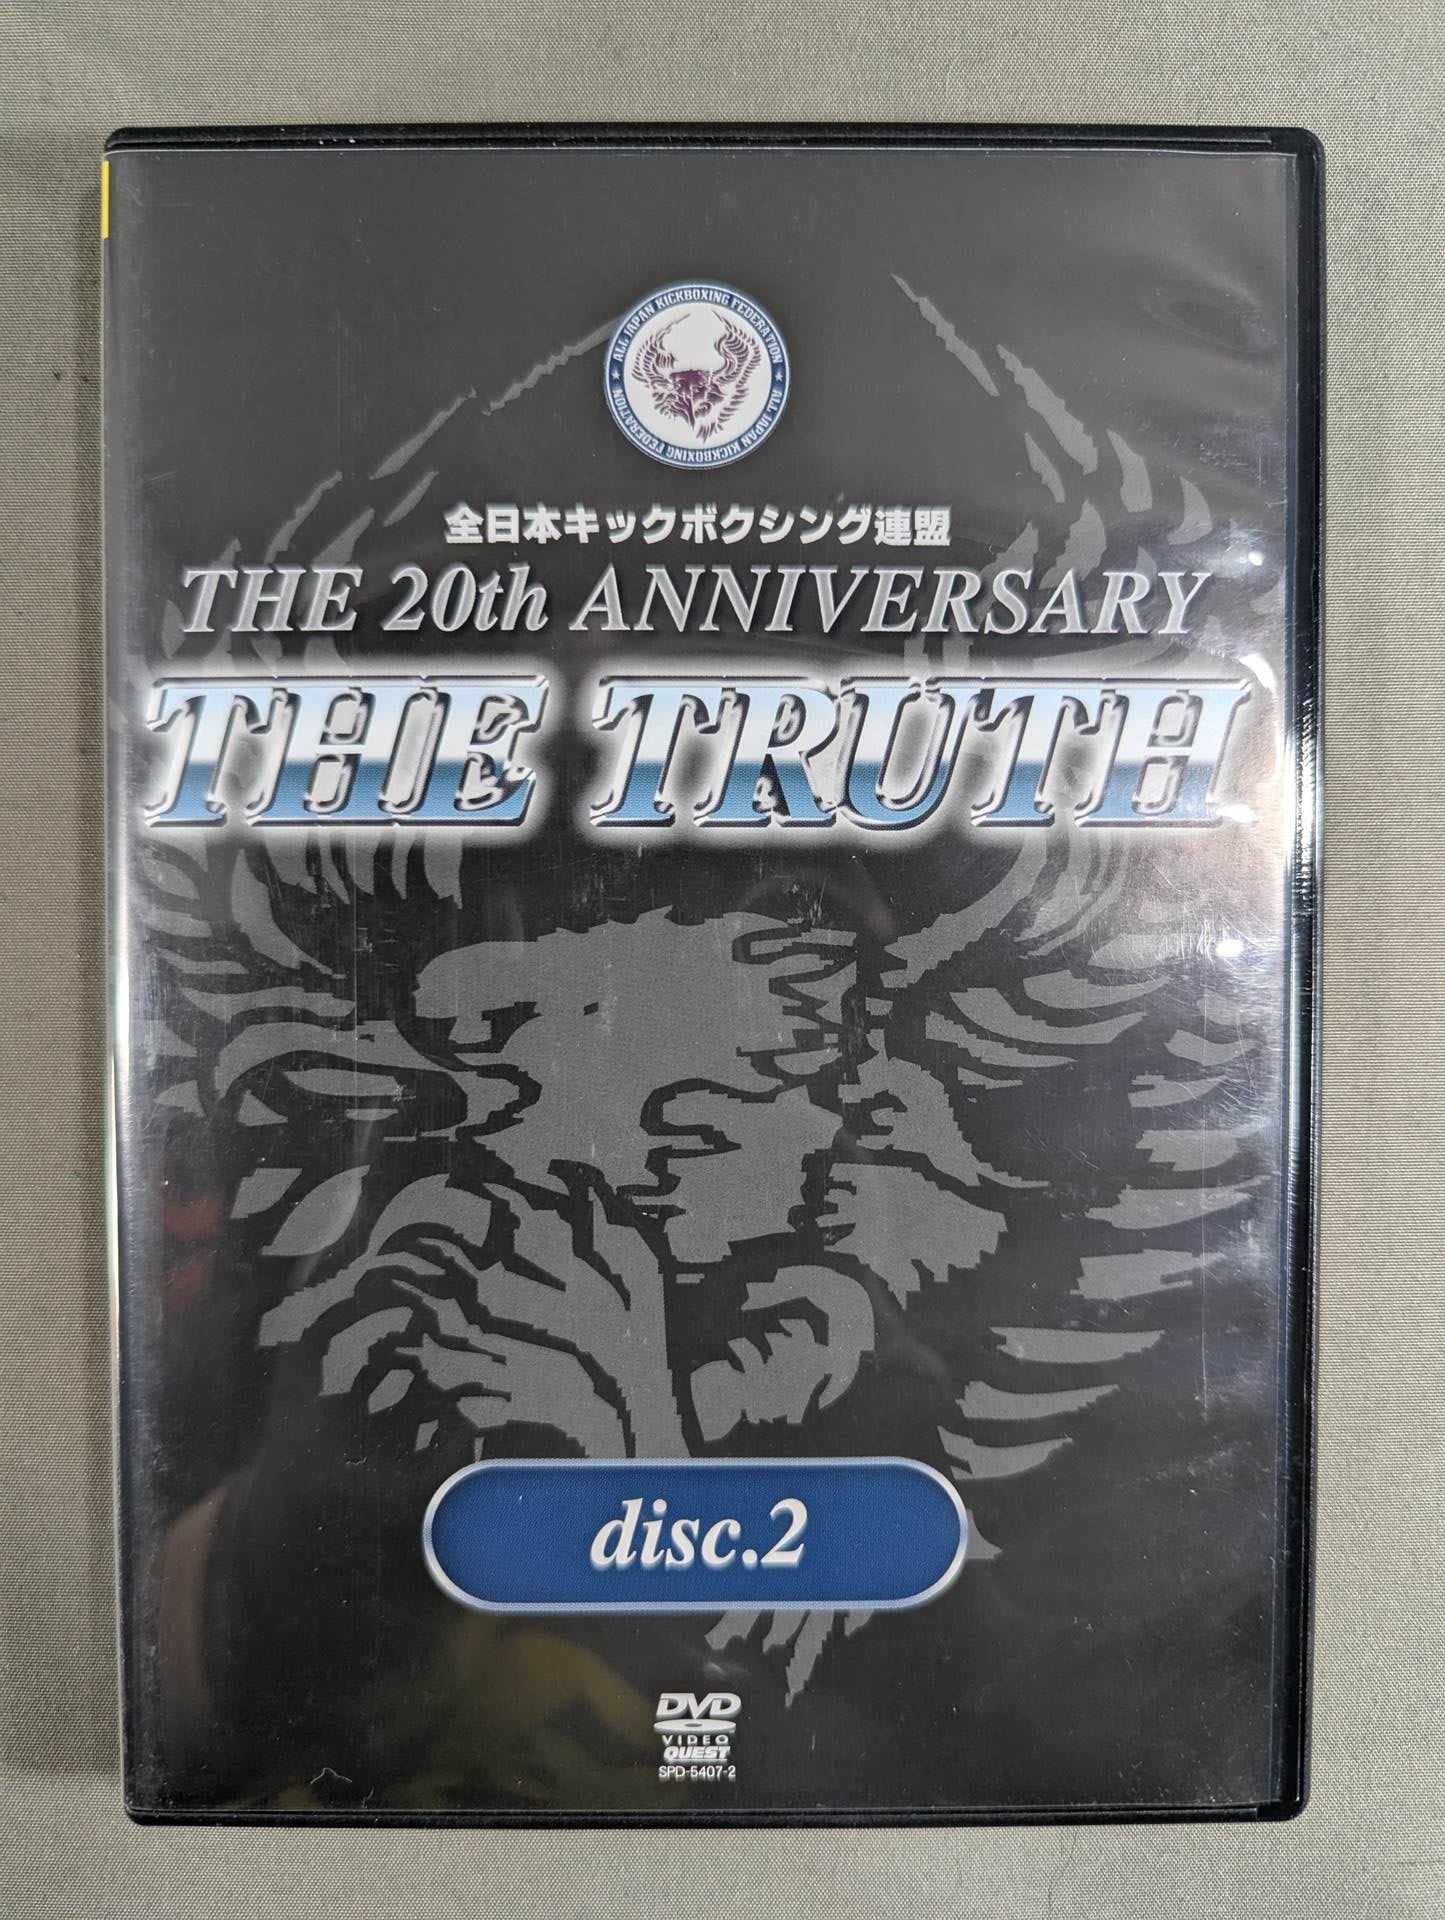 ALL JAPAN KICKBOXING FEDERATION ★ ALL JAPAN KICKBOXING FEDERATION ★
全日本キックボクシング連盟
THE 20th ANNIVERSARY
THE TRUTH
disc.2
DVD
VIDEO
QUEST
SPD-5407-2